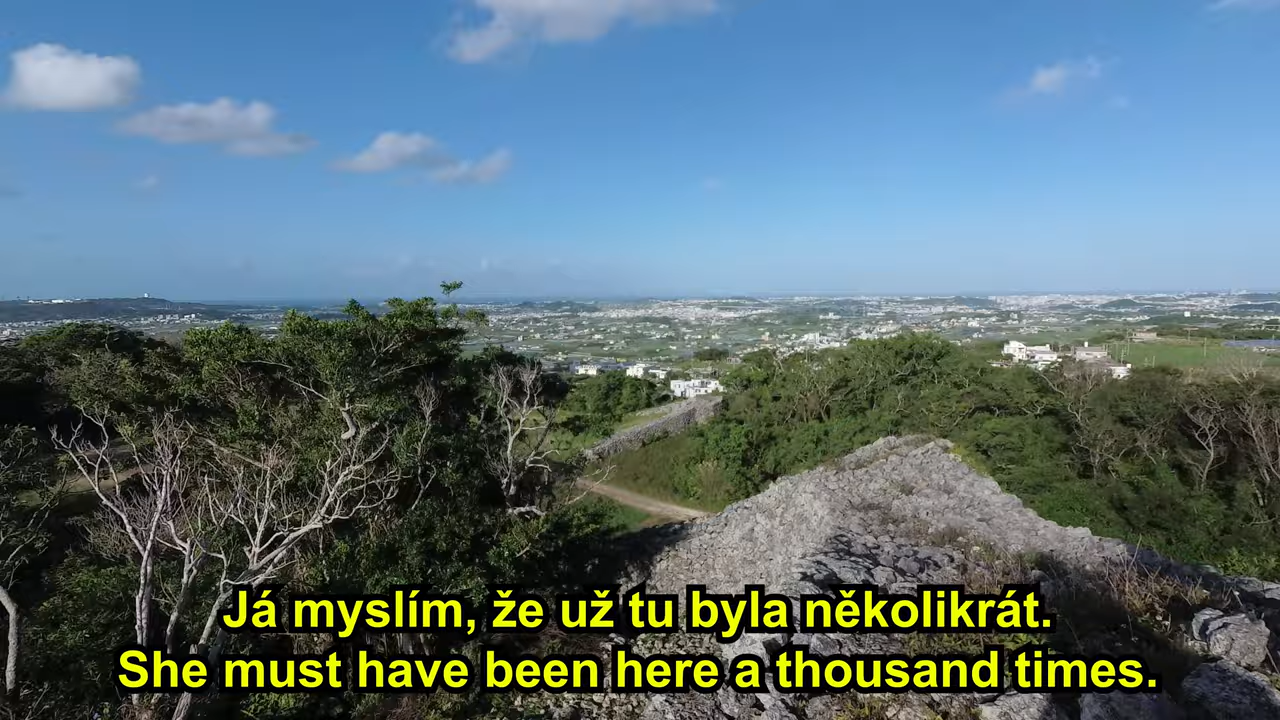 Já myslím, že už tu byla několikrát.
She must have been here a thousand times.